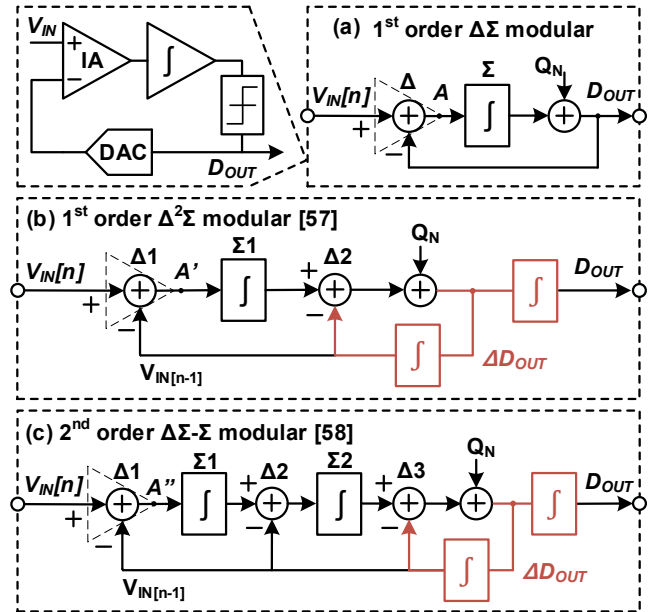 V_IN
+
−
IA
∫
DAC
D_OUT
(a) 1st order ΔΣ modular
V_IN[n]
Δ
A
Σ
Q_N
D_OUT
+
+
−
∫
+
(b) 1st order Δ²Σ modular [57]
V_IN[n]
Δ1
A'
Σ1
Δ2
Q_N
D_OUT
+
+
−
∫
+
+
−
+
∫
∫
V_IN[n-1]
ΔD_OUT
(c) 2nd order ΔΣ-Σ modular [58]
V_IN[n]
Δ1
A''
Σ1
Δ2
Σ2
Δ3
Q_N
D_OUT
+
+
−
∫
+
+
−
∫
+
+
−
+
∫
∫
V_IN[n-1]
ΔD_OUT